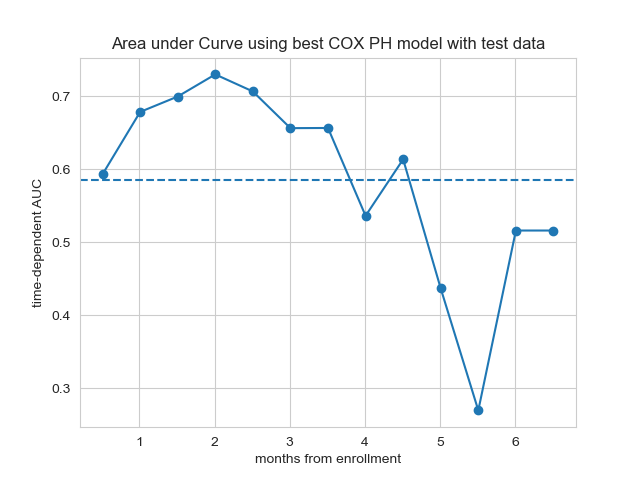 Area under Curve using best COX PH model with test data
time-dependent AUC
0.7
0.6
0.5
0.4
0.3
1 2 3 4 5 6
months from enrollment